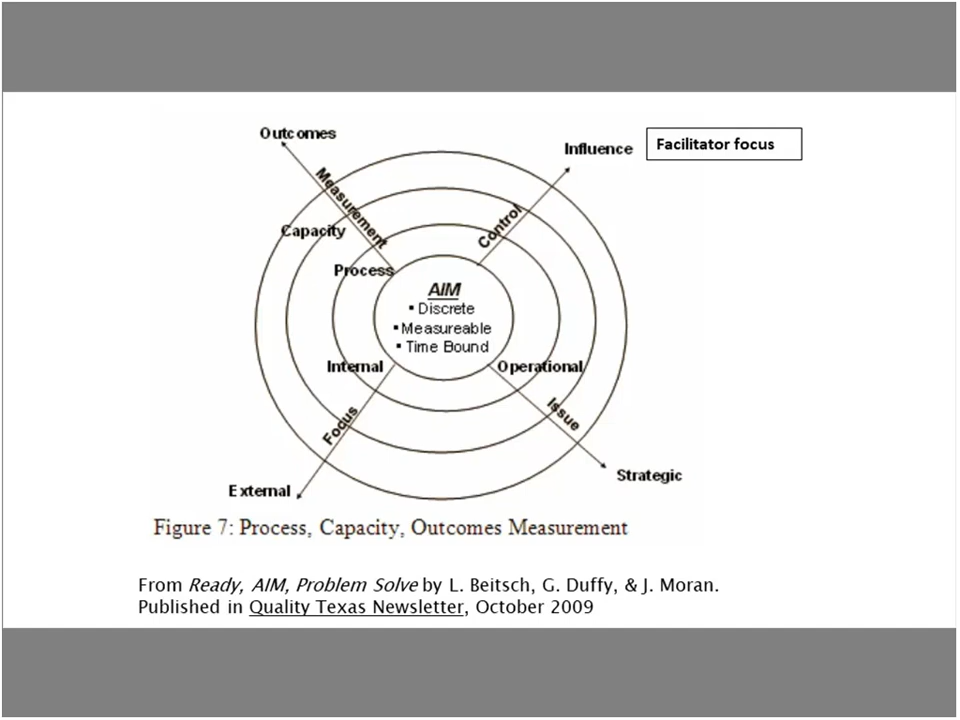 Outcomes
Influence
Facilitator focus
Measurement
Control
Capacity
Process
AIM
▪ Discrete
▪ Measureable
▪ Time Bound
Internal
Operational
Focus
Issue
External
Strategic
Figure 7: Process, Capacity, Outcomes Measurement
From Ready, AIM, Problem Solve by L. Beitsch, G. Duffy, & J. Moran.
Published in Quality Texas Newsletter, October 2009